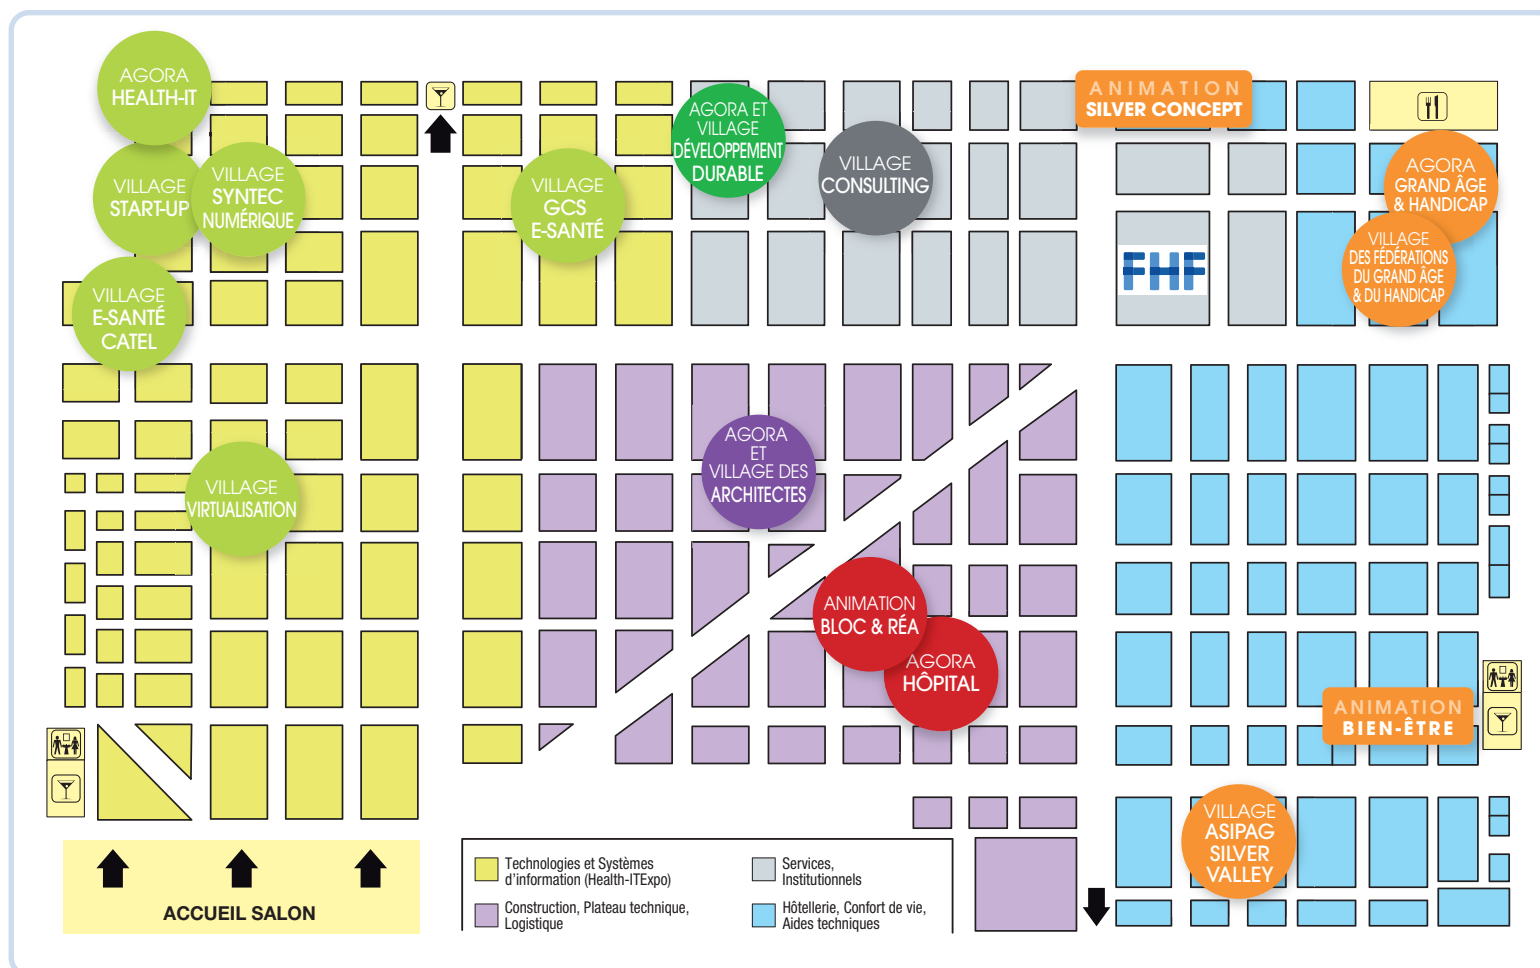 AGORA
HEALTH-IT
VILLAGE
START-UP
VILLAGE
SYNTEC
NUMÉRIQUE
VILLAGE
E-SANTÉ
CATEL
VILLAGE
GCS
E-SANTÉ
AGORA ET
VILLAGE
DÉVELOPPEMENT
DURABLE
VILLAGE
CONSULTING
ANIMATION
SILVER CONCEPT
AGORA
GRAND ÂGE
& HANDICAP
VILLAGE
DES FÉDÉRATIONS
DU GRAND ÂGE
& DU HANDICAP
FHF
VILLAGE
VIRTUALISATION
AGORA
ET
VILLAGE DES
ARCHITECTES
ANIMATION
BLOC & RÉA
AGORA
HÔPITAL
ANIMATION
BIEN-ÊTRE
VILLAGE
ASIPAG
SILVER
VALLEY
ACCUEIL SALON
Technologies et Systèmes
d'information (Health-ITExpo)
Construction, Plateau technique,
Logistique
Services,
Institutionnels
Hôtellerie, Confort de vie,
Aides techniques